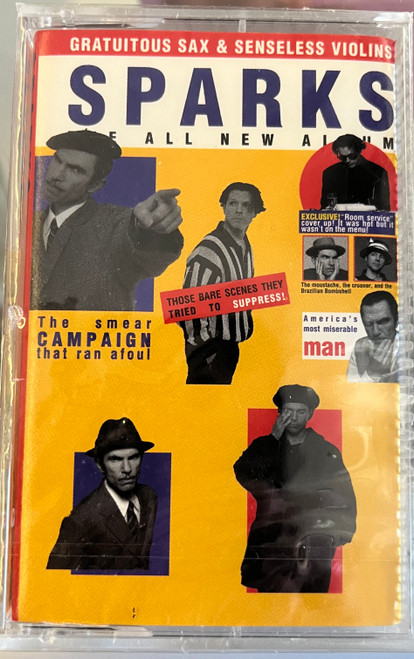 GRATUITOUS SAX & SENSELESS VIOLINS
SPARKS
ALL NEW
EXCLUSIVE! "Room service"
cover up! It was hot but it
wasn't on the menu!
The moustache, the crooner, and the
Brazilian Bombshell
THOSE BARE SCENES THEY
TRIED TO SUPPRESS!
America's
most miserable
man
The smear
CAMPAIGN
that ran afoul